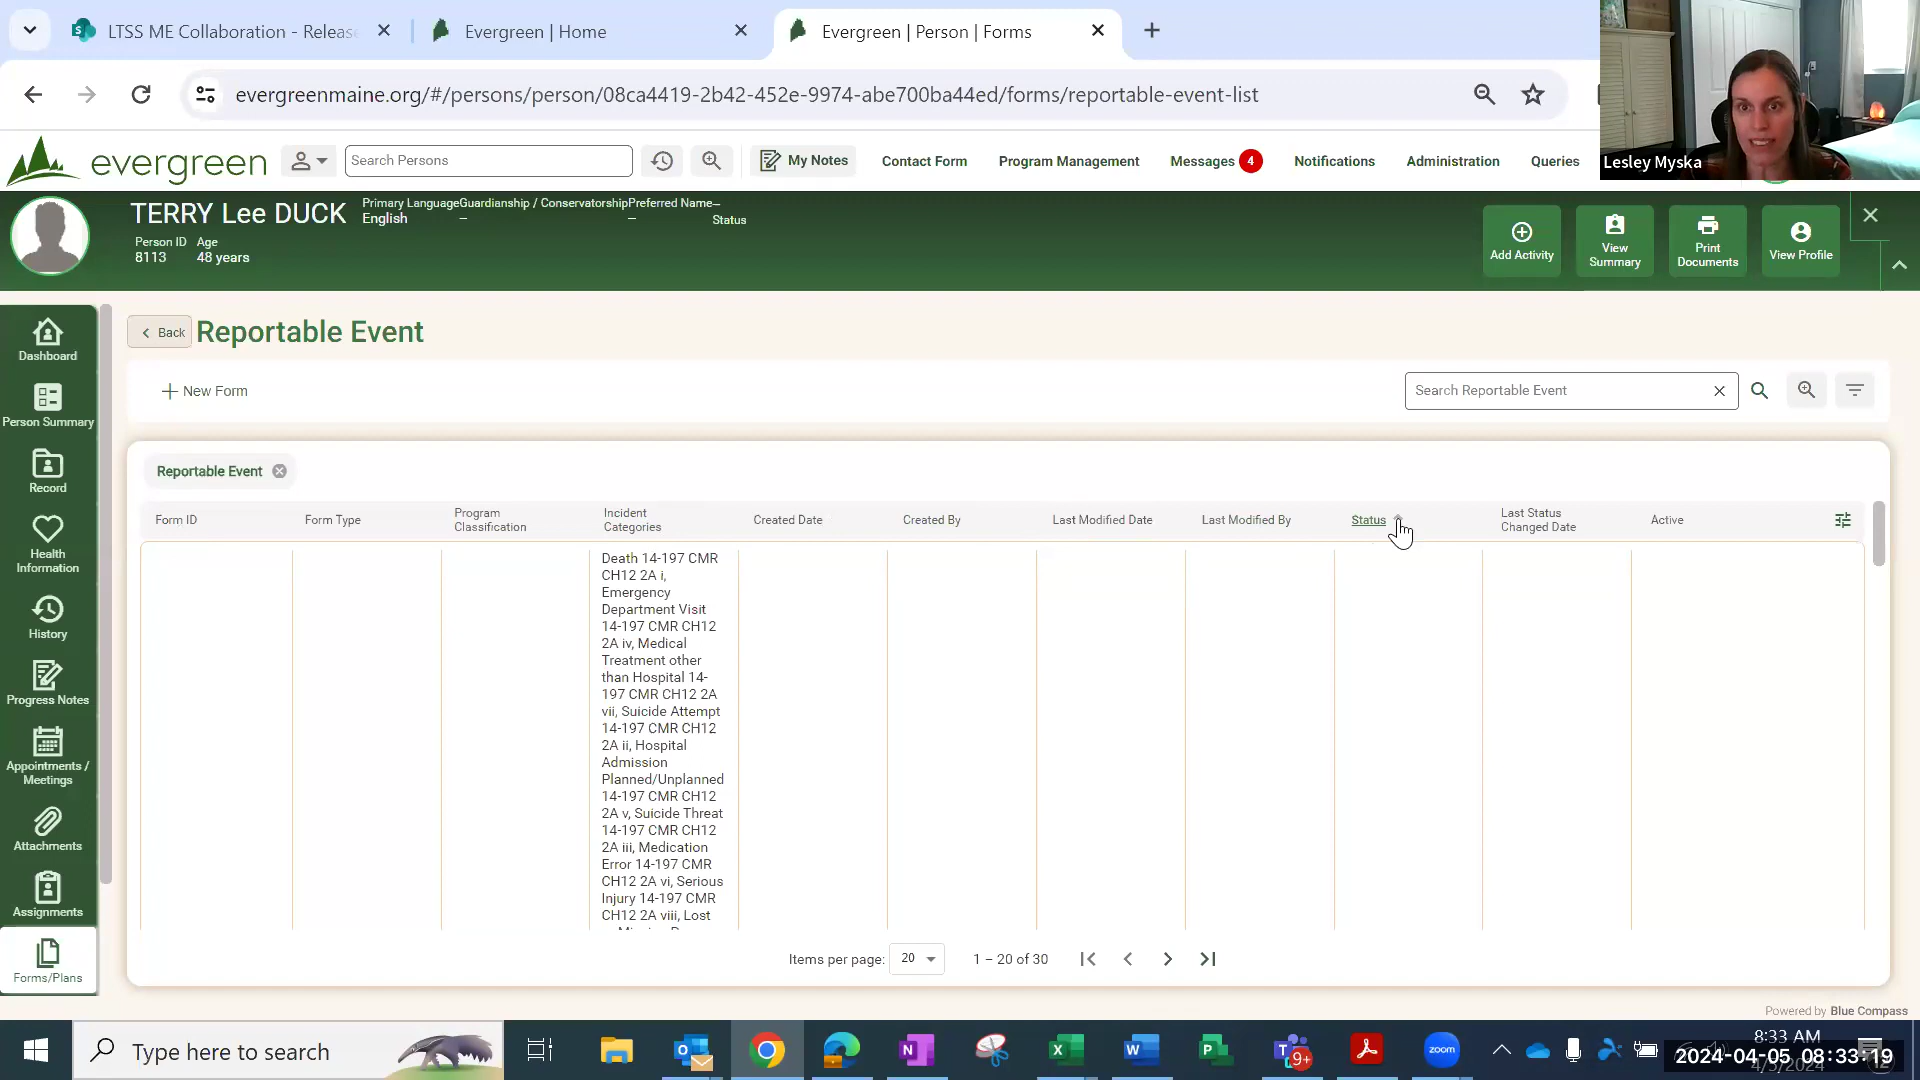 LTSS ME Collaboration - Releas
Evergreen | Home
Evergreen | Person | Forms
evergreenmaine.org/#/persons/person/08ca4419-2b42-452e-9974-abe700ba44ed/forms/reportable-event-list
Lesley Myska
evergreen
Search Persons
My Notes
Contact Form
Program Management
Messages 4
Notifications
Administration
Queries
TERRY Lee DUCK
Person ID
8113
Age
48 years
Primary Language
English
Guardianship / Conservatorship
–
Preferred Name
–
Status
Add Activity
View
Summary
Print
Documents
View Profile
Dashboard
Person Summary
Record
Health
Information
History
Progress Notes
Appointments /
Meetings
Attachments
Assignments
Forms/Plans
Back
Reportable Event
New Form
Search Reportable Event
Reportable Event
Form ID
Form Type
Program
Classification
Incident
Categories
Created Date
Created By
Last Modified Date
Last Modified By
Status
Last Status
Changed Date
Active
Death 14-197 CMR
CH12 2A i,
Emergency
Department Visit
14-197 CMR CH12
2A iv, Medical
Treatment other
than Hospital 14-
197 CMR CH12 2A
vii, Suicide Attempt
14-197 CMR CH12
2A ii, Hospital
Admission
Planned/Unplanned
14-197 CMR CH12
2A v, Suicide Threat
14-197 CMR CH12
2A iii, Medication
Error 14-197 CMR
CH12 2A vi, Serious
Injury 14-197 CMR
CH12 2A viii, Lost
Items per page: 20
1 – 20 of 30
Powered by Blue Compass
Type here to search
zoom
9+
8:33 AM
2024-04-05 08:33:19